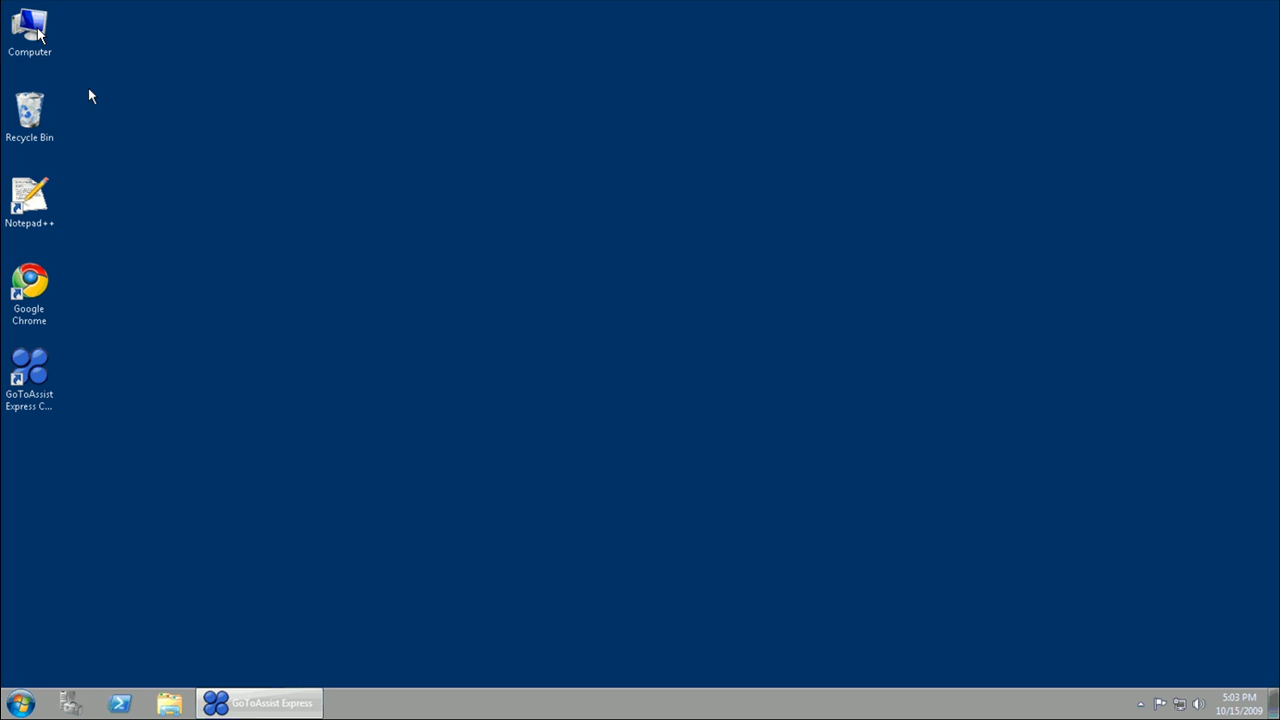 Computer
Recycle Bin
Notepad++
Google
Chrome
GoToAssist
Express C...
GoToAssist Express
5:03 PM
10/15/2009